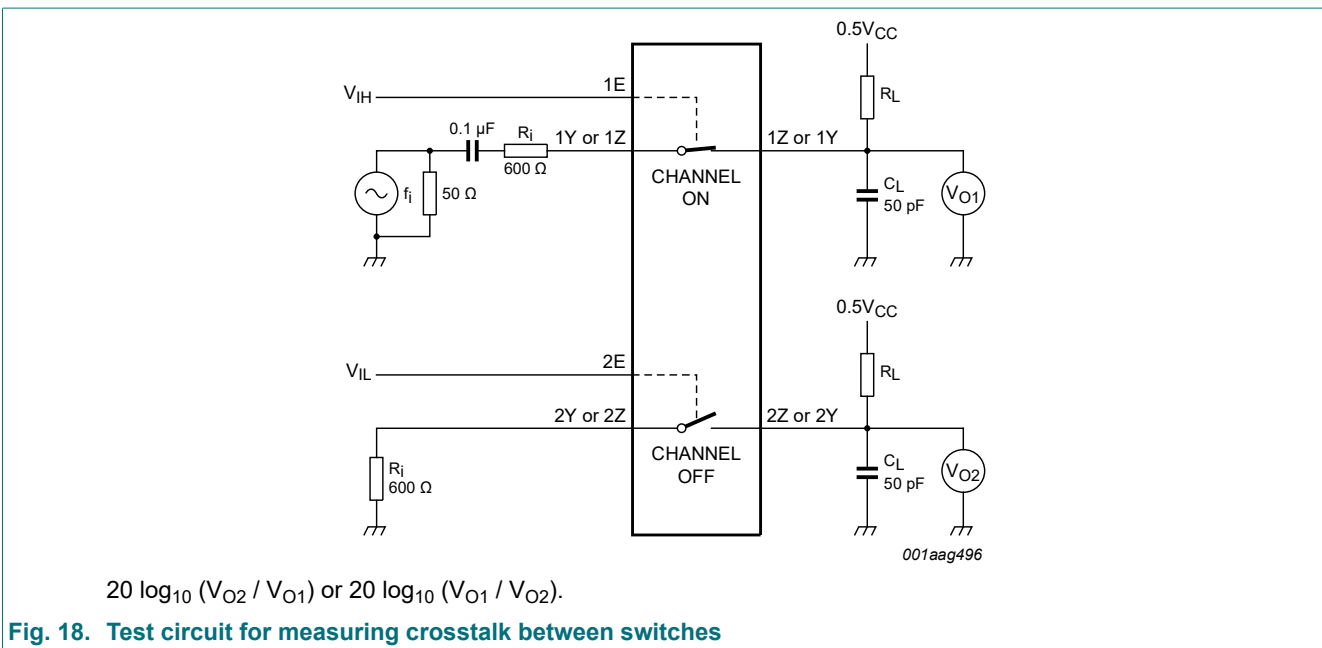 0.5V_CC
1E
V_IH
R_L
0.1 µF
R_i
1Y or 1Z
1Z or 1Y
600 Ω
CHANNEL
ON
f_i
50 Ω
C_L
50 pF
V_O1
0.5V_CC
2E
V_IL
R_L
2Y or 2Z
2Z or 2Y
CHANNEL
OFF
R_i
600 Ω
C_L
50 pF
V_O2
001aag496
20 log₁₀ (V_O2 / V_O1) or 20 log₁₀ (V_O1 / V_O2).
Fig. 18. Test circuit for measuring crosstalk between switches